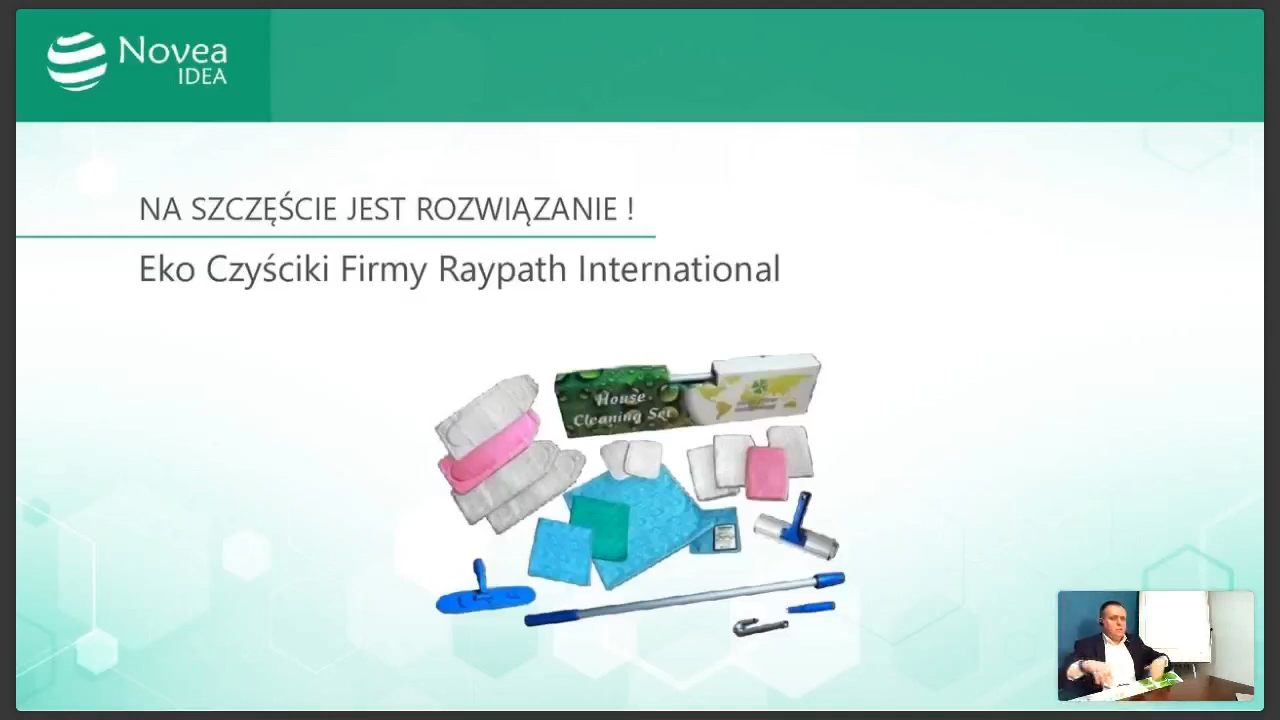 Novea
IDEA
NA SZCZĘŚCIE JEST ROZWIĄZANIE !
Eko Czyściki Firmy Raypath International
House
Cleaning Set